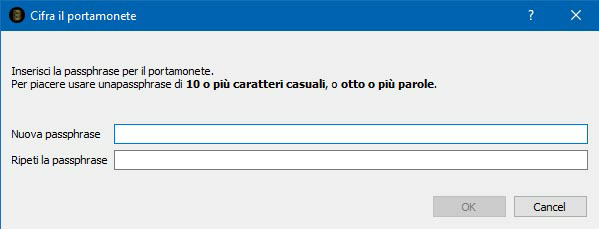 Cifra il portamonete
Inserisci la passphrase per il portamonete.
Per piacere usare unapassphrase di 10 o più caratteri casuali, o otto o più parole.
Nuova passphrase
Ripeti la passphrase
OK
Cancel